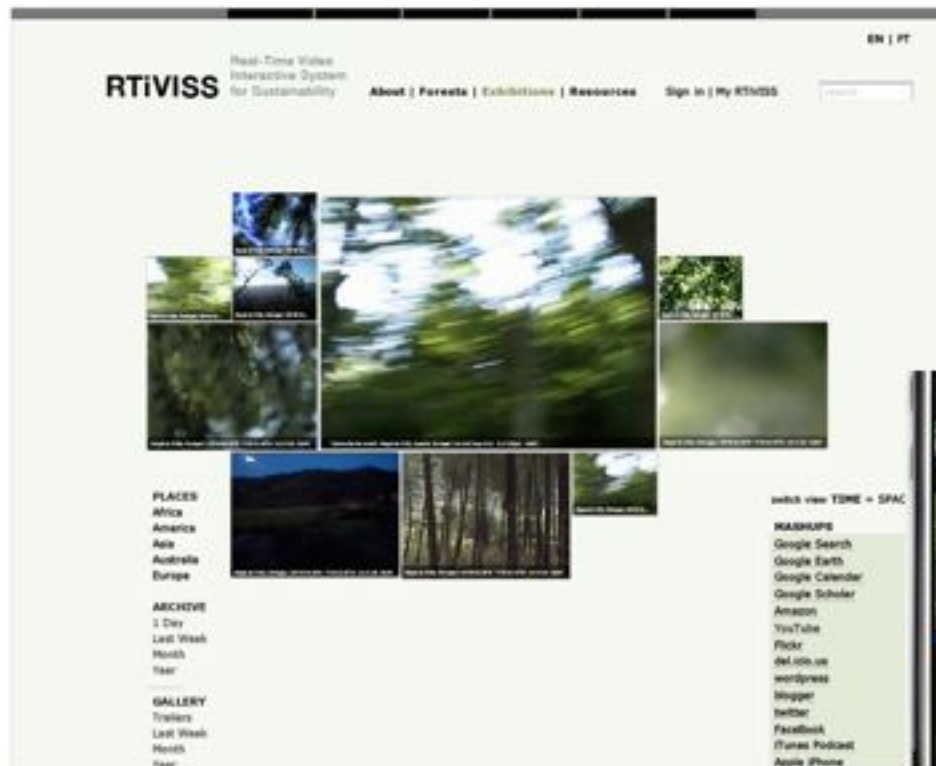 EN | PT
Real-Time Video
Interactive System
for Sustainability
RTiVISS
About | Forests | Exhibitions | Resources
Sign in | My RTiVISS
search
PLACES
Africa
America
Asia
Australia
Europe
ARCHIVE
1 Day
Last Week
Month
Year
GALLERY
Trailers
Last Week
Month
Year
switch view TIME - SPAC
MASHUPS
Google Search
Google Earth
Google Calendar
Google Scholar
Amazon
YouTube
Flickr
del.icio.us
wordpress
blogger
twitter
FaceBook
iTunes Podcast
Apple iPhone